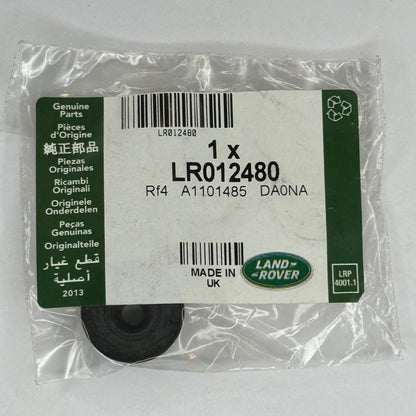 Genuine
Parts
Pièces
d'Origine
純正部品
Piezas
Originales
Ricambi
Originali
Originele
Onderdelen
Peças
Genuinas
Originalteile
قطع غيار
أصلية
2013
LR012480
1 x
LR012480
Rf4 A1101485 DA0NA
MADE IN
UK
LAND-
-ROVER
LRP
4001.1